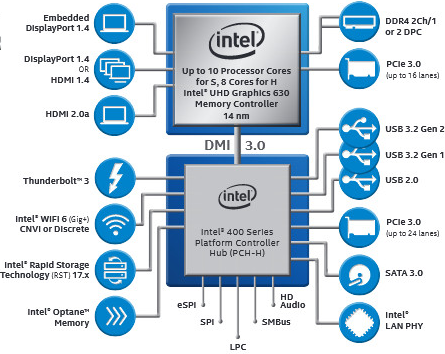 Embedded
DisplayPort 1.4
DisplayPort 1.4
OR
HDMI 1.4
HDMI 2.0a
intel®
Up to 10 Processor Cores
for S, 8 Cores for H
Intel® UHD Graphics 630
Memory Controller
14 nm
DDR4 2Ch/1
or 2 DPC
PCIe 3.0
(up to 16 lanes)
DMI 3.0
Thunderbolt™ 3
Intel® WIFI 6 (Gig+)
CNVi or Discrete
Intel® Rapid Storage
Technology (RST) 17.x
Intel® Optane™
Memory
intel®
Intel® 400 Series
Platform Controller
Hub (PCH-H)
USB 3.2 Gen 2
USB 3.2 Gen 1
USB 2.0
PCIe 3.0
(up to 24 lanes)
SATA 3.0
Intel®
LAN PHY
eSPI
SPI
LPC
SMBus
HD
Audio